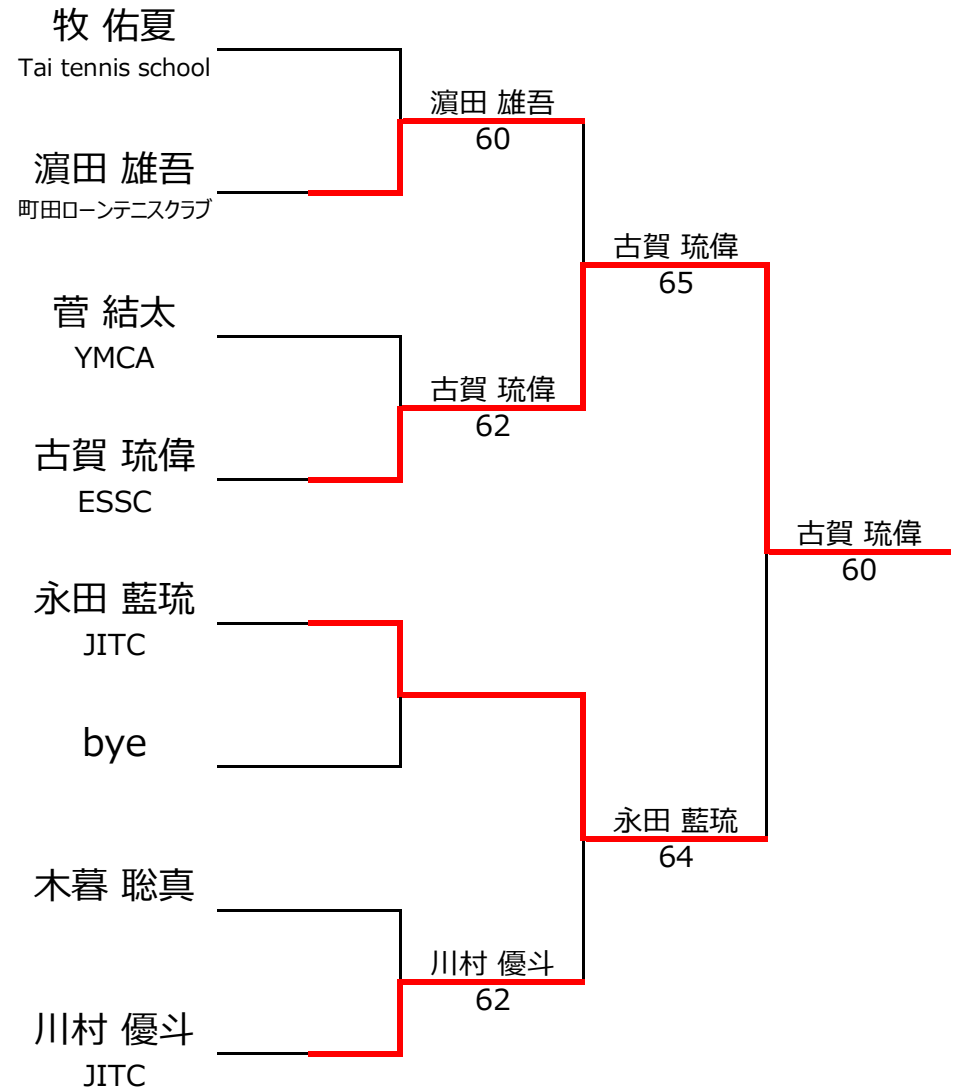 牧 佑夏
Tai tennis school
濵田 雄吾
60
濵田 雄吾
町田ローンテニスクラブ
古賀 琉偉
65
菅 結太
YMCA
古賀 琉偉
62
古賀 琉偉
ESSC
古賀 琉偉
60
永田 藍琉
JITC
bye
永田 藍琉
64
木暮 聡真
川村 優斗
62
川村 優斗
JITC